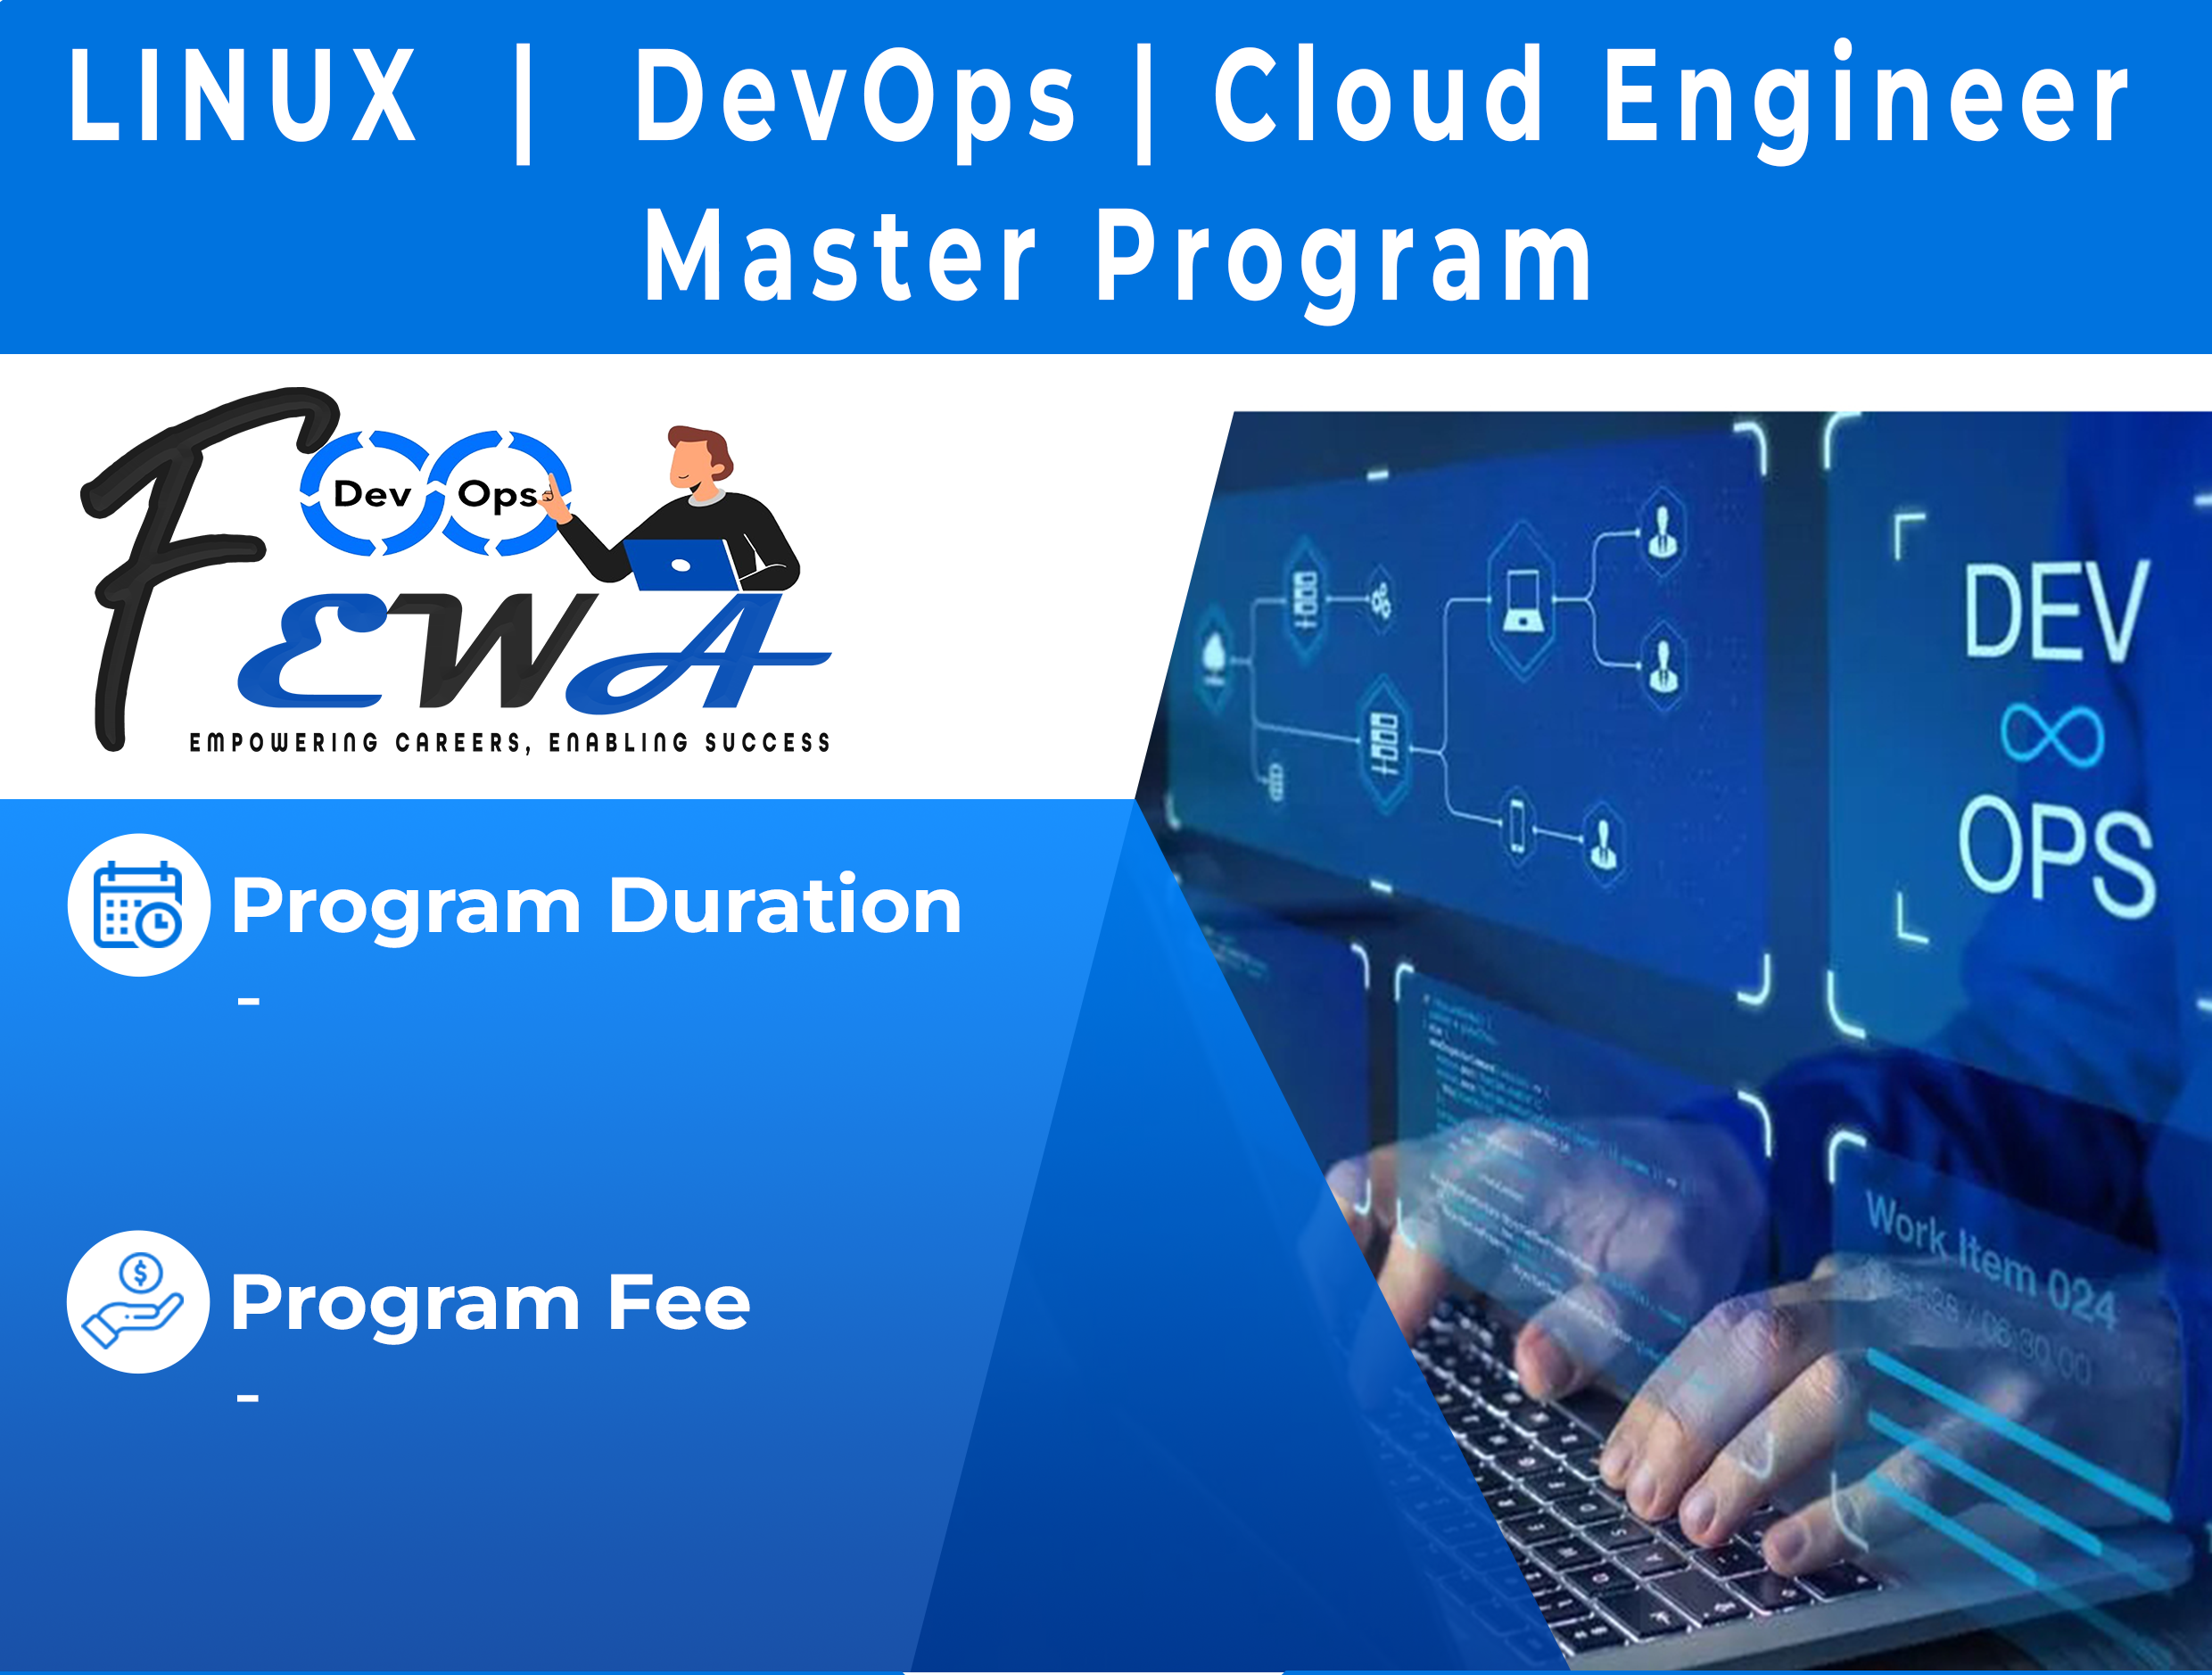 LINUX | DevOps | Cloud Engineer
Master Program
Dev Ops
FEWA
EMPOWERING CAREERS, ENABLING SUCCESS
DEV
OPS
Program Duration
-
Work Item 024
Program Fee
-